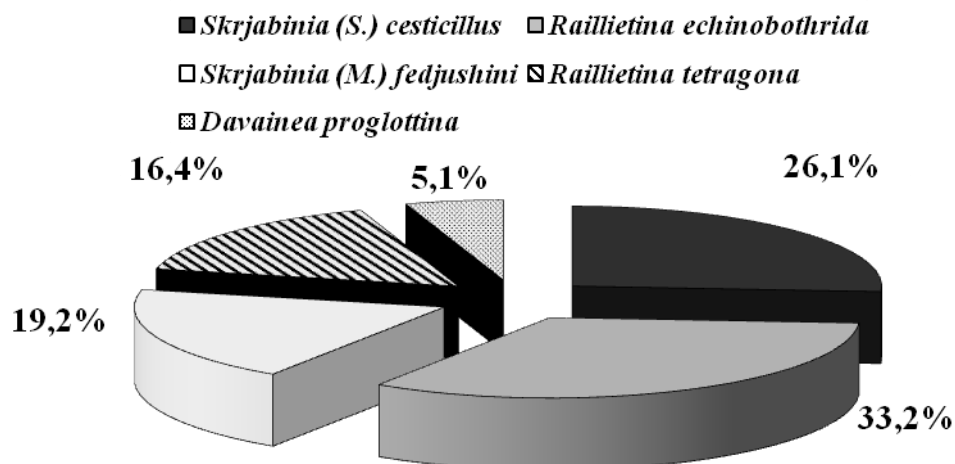 Skrjabinia (S.) cesticillus Raillietina echinobothrida
Skrjabinia (M.) fedjushini Raillietina tetragona
Davainea proglottina
16,4% 5,1% 26,1%
19,2%
33,2%